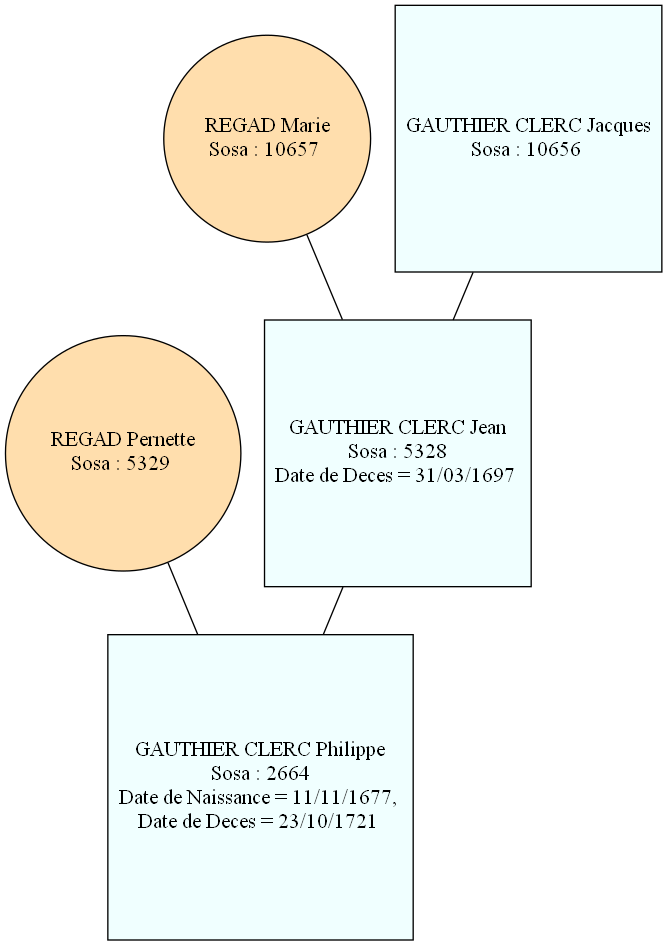 REGAD Marie
Sosa : 10657
GAUTHIER CLERC Jacques
Sosa : 10656
REGAD Pernette
Sosa : 5329
GAUTHIER CLERC Jean
Sosa : 5328
Date de Deces = 31/03/1697
GAUTHIER CLERC Philippe
Sosa : 2664
Date de Naissance = 11/11/1677,
Date de Deces = 23/10/1721